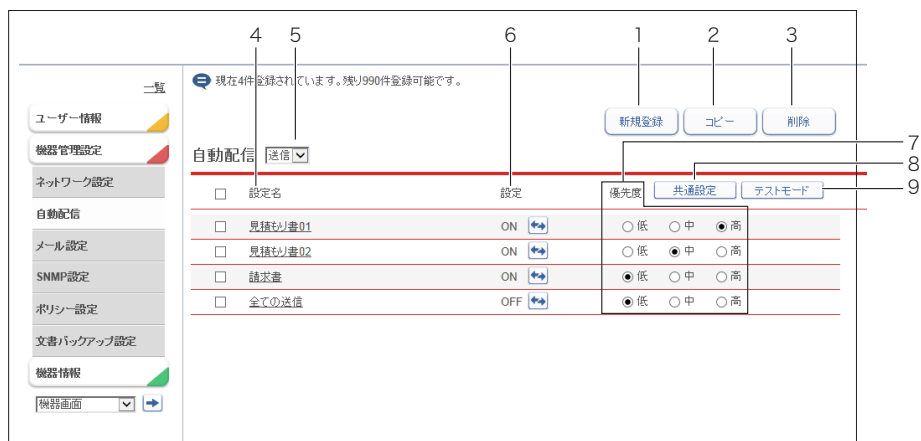 4 5 6 1 2 3
一覧
現在4件登録されています。残り990件登録可能です。
ユーザー情報
新規登録 コピー 削除
機器管理設定
自動配信 送信
7
8
9
ネットワーク設定
設定名 設定 優先度 共通設定 テストモード
自動配信
見積もり書01 ON 低 中 高
メール設定
見積もり書02 ON 低 中 高
SNMP設定
請求書 ON 低 中 高
ポリシー設定
全ての送信 OFF 低 中 高
文書バックアップ設定
機器情報
機器画面